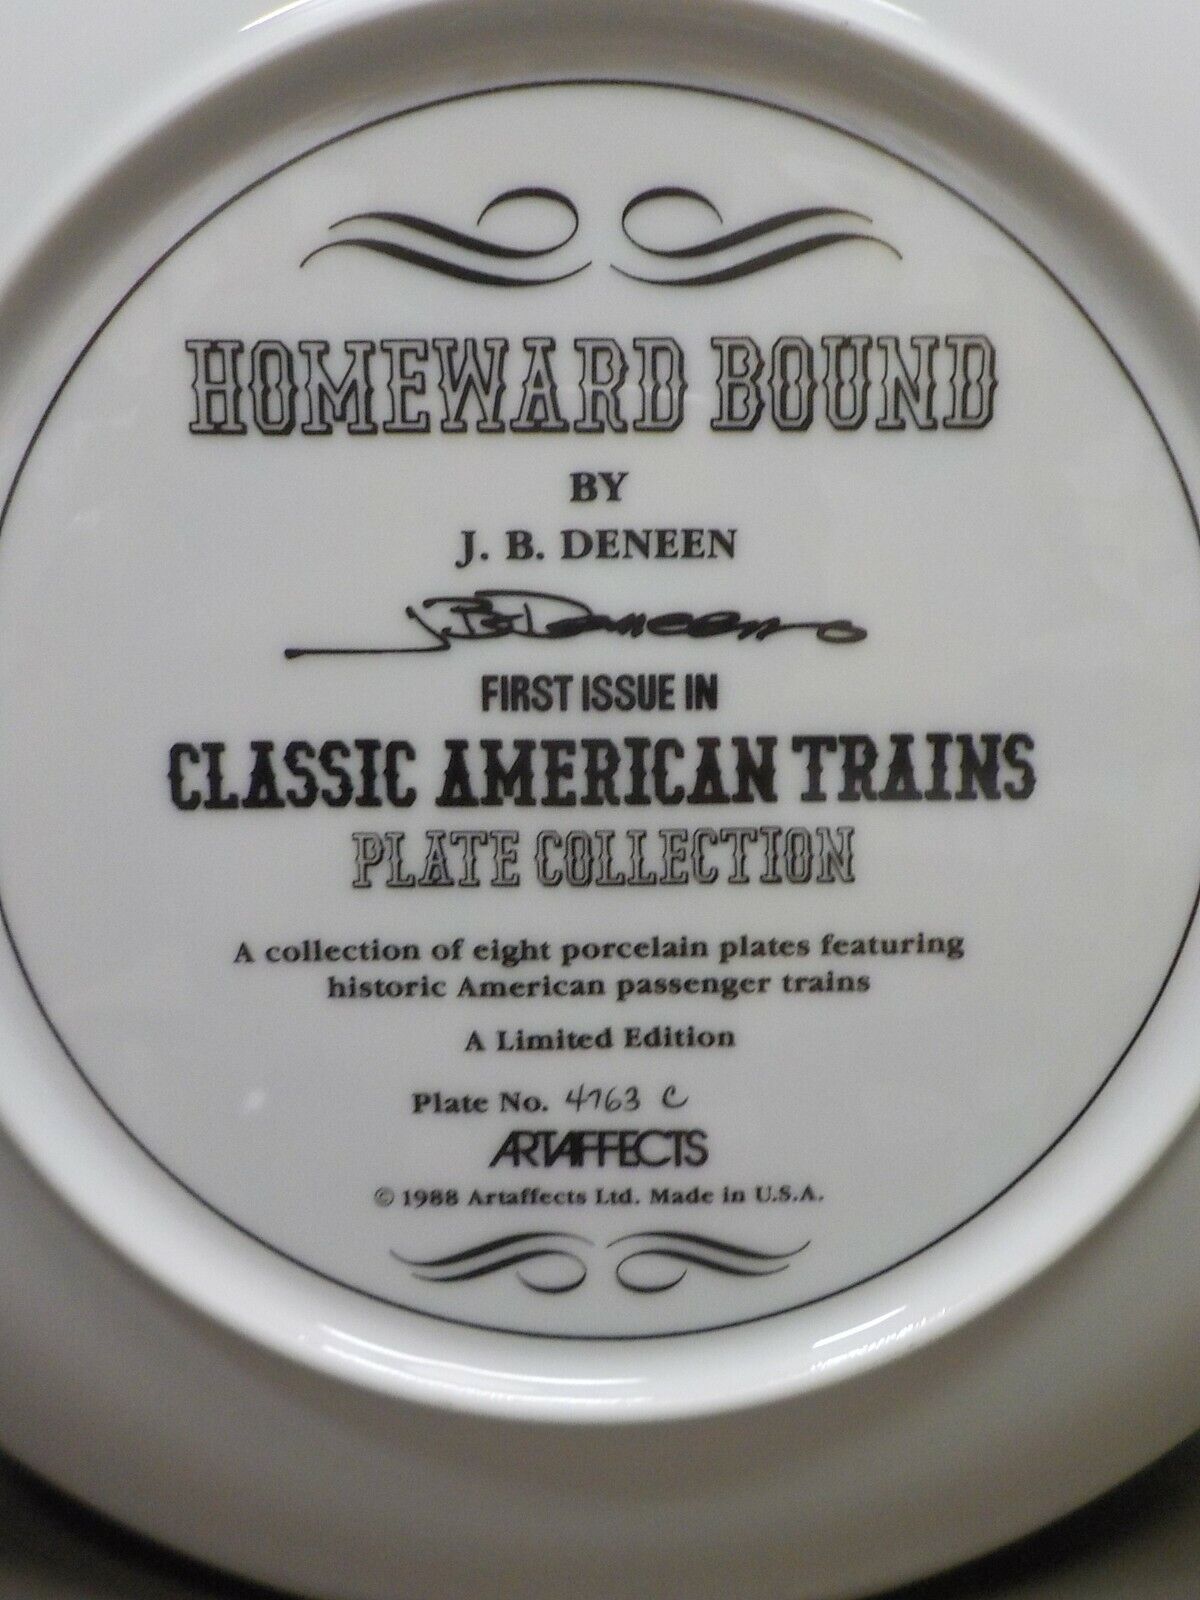 HOMEWARD BOUND
BY
J. B. DENEEN
J. B. Deneen
FIRST ISSUE IN
CLASSIC AMERICAN TRAINS
PLATE COLLECTION
A collection of eight porcelain plates featuring
historic American passenger trains
A Limited Edition
Plate No. 4763 C
ARTAFFECTS
© 1988 Artaffects Ltd. Made in U.S.A.